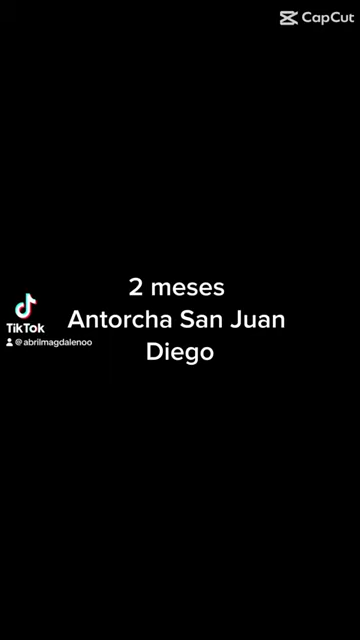 CapCut
2 meses
Antorcha San Juan
Diego
TikTok
@abrilmagdalenoo